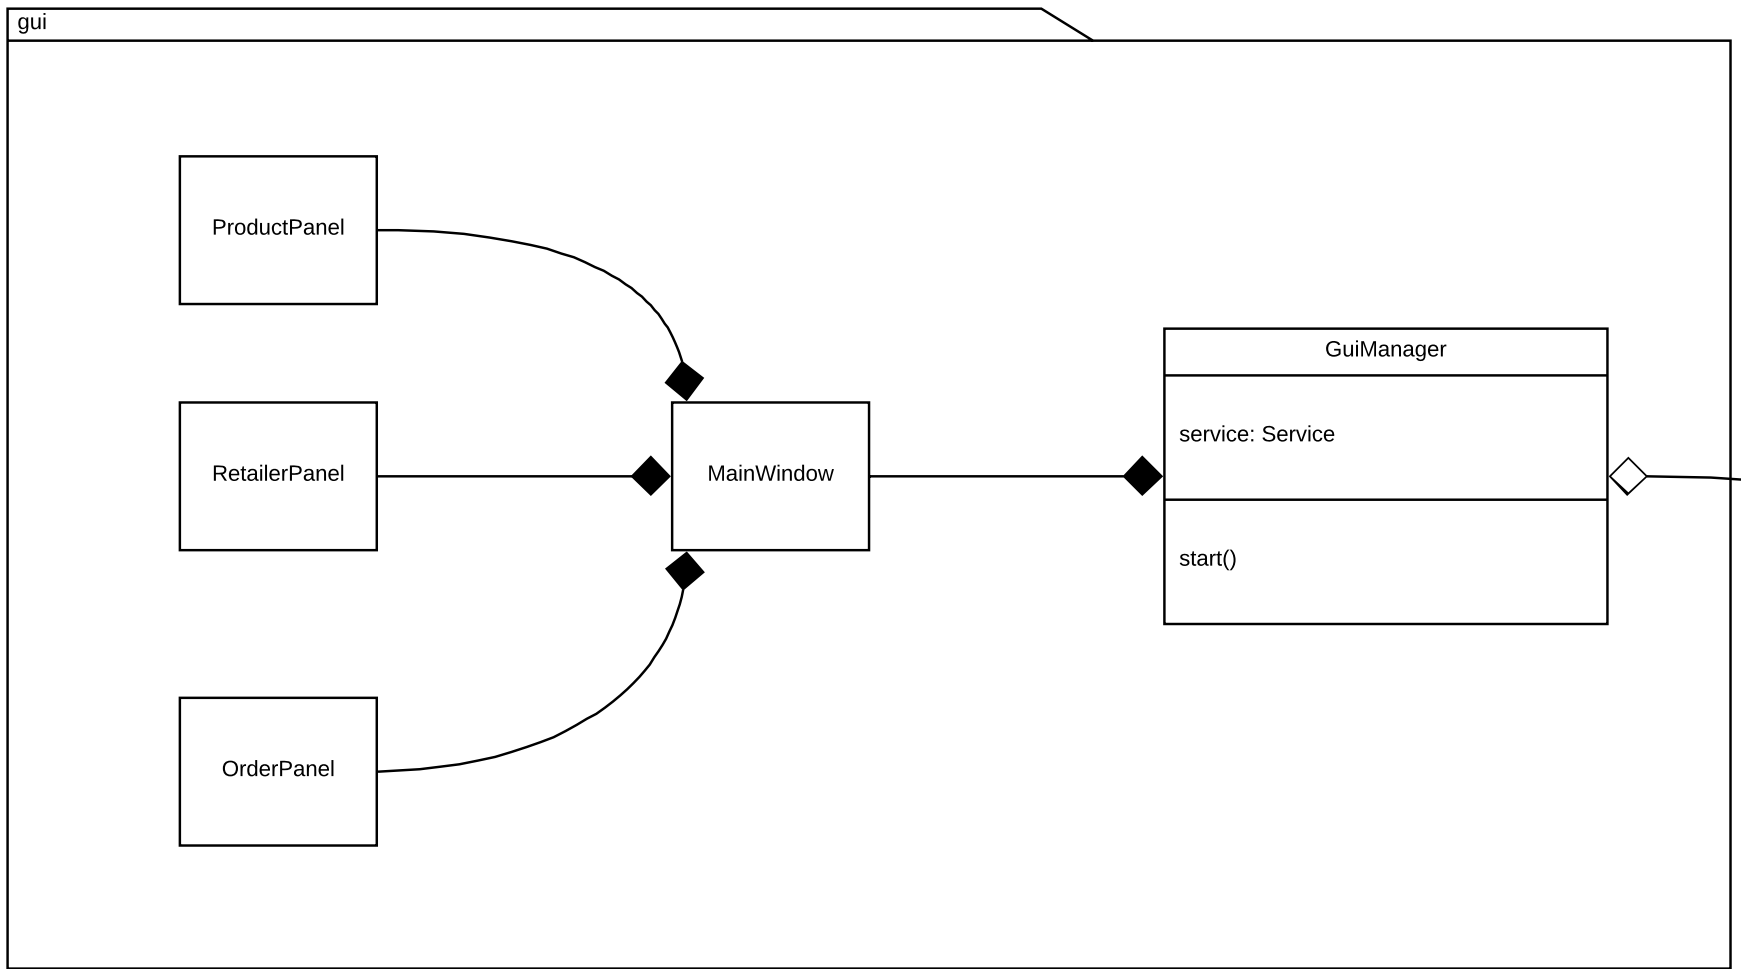 gui
ProductPanel
GuiManager
service: Service
RetailerPanel
MainWindow
start()
OrderPanel